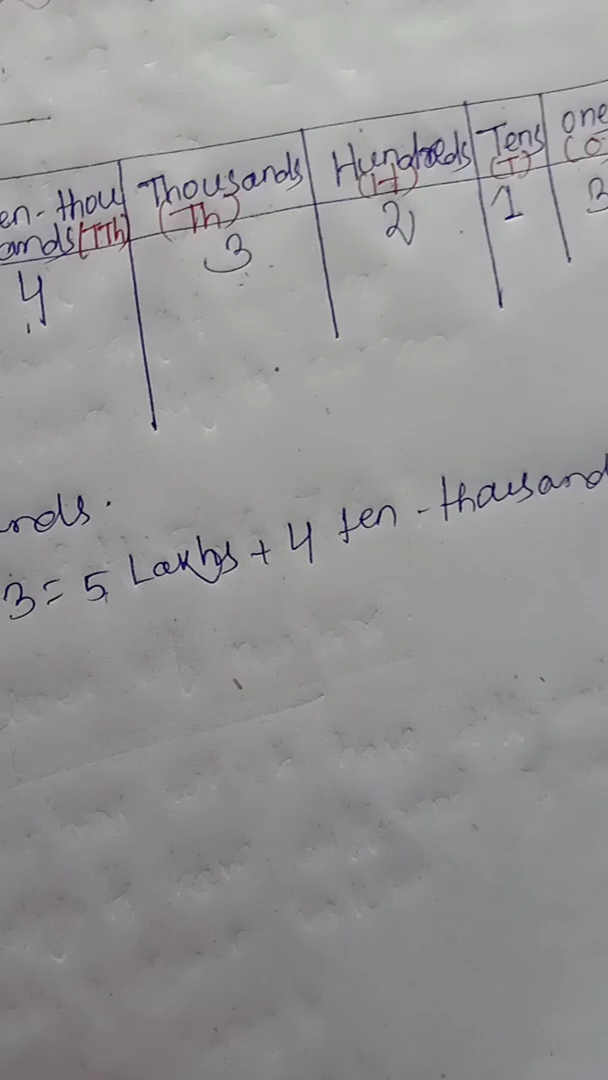 en-thou Thousands Hundreds Tens one
ands(TTh) (Th) (H) (T) (O
4 3 2 1 3
nds.
3 = 5 Lakhs + 4 ten-thousand